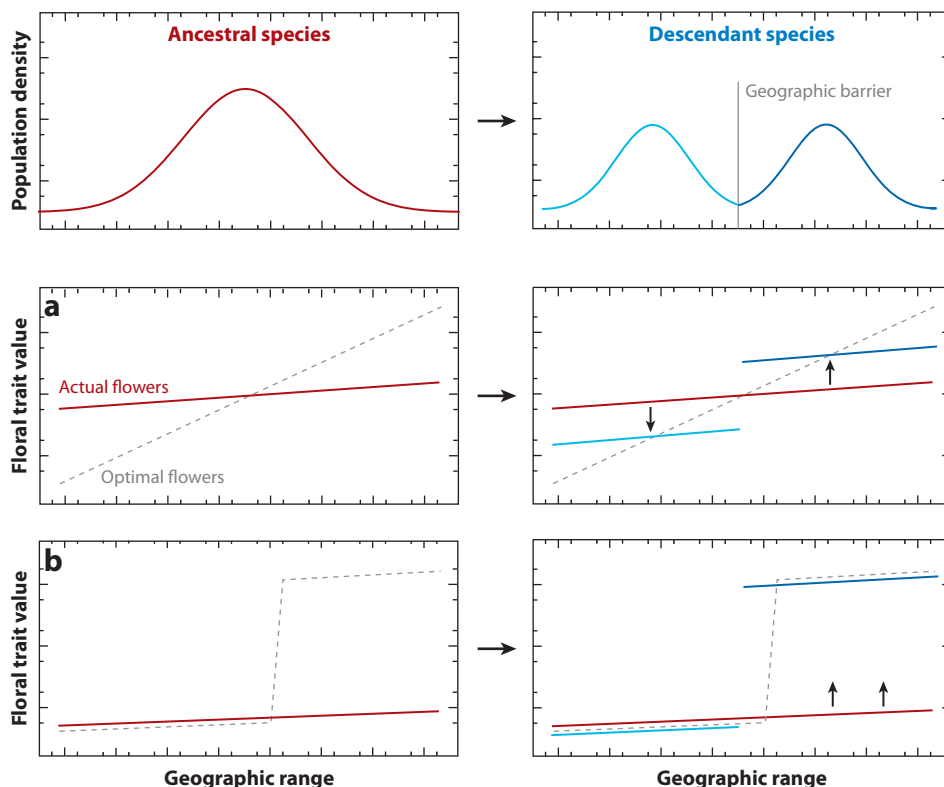 Ancestral species
Descendant species
Population density
Geographic barrier
a
Floral trait value
Actual flowers
Optimal flowers
b
Floral trait value
Geographic range
Geographic range